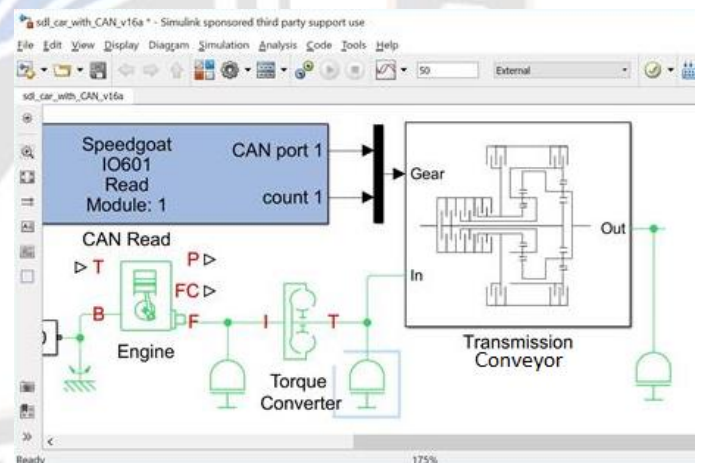 sdl_car_with_CAN_v16a * - Simulink sponsored third party support use
File Edit View Display Diagram Simulation Analysis Code Tools Help
50 External
sdl_car_with_CAN_v16a
Speedgoat
IO601
Read
Module: 1
CAN port 1
count 1
CAN Read
Gear
In
Out
Transmission
Conveyor
T
P
FC
B
F
Engine
I
T
Torque
Converter
Ready 175%